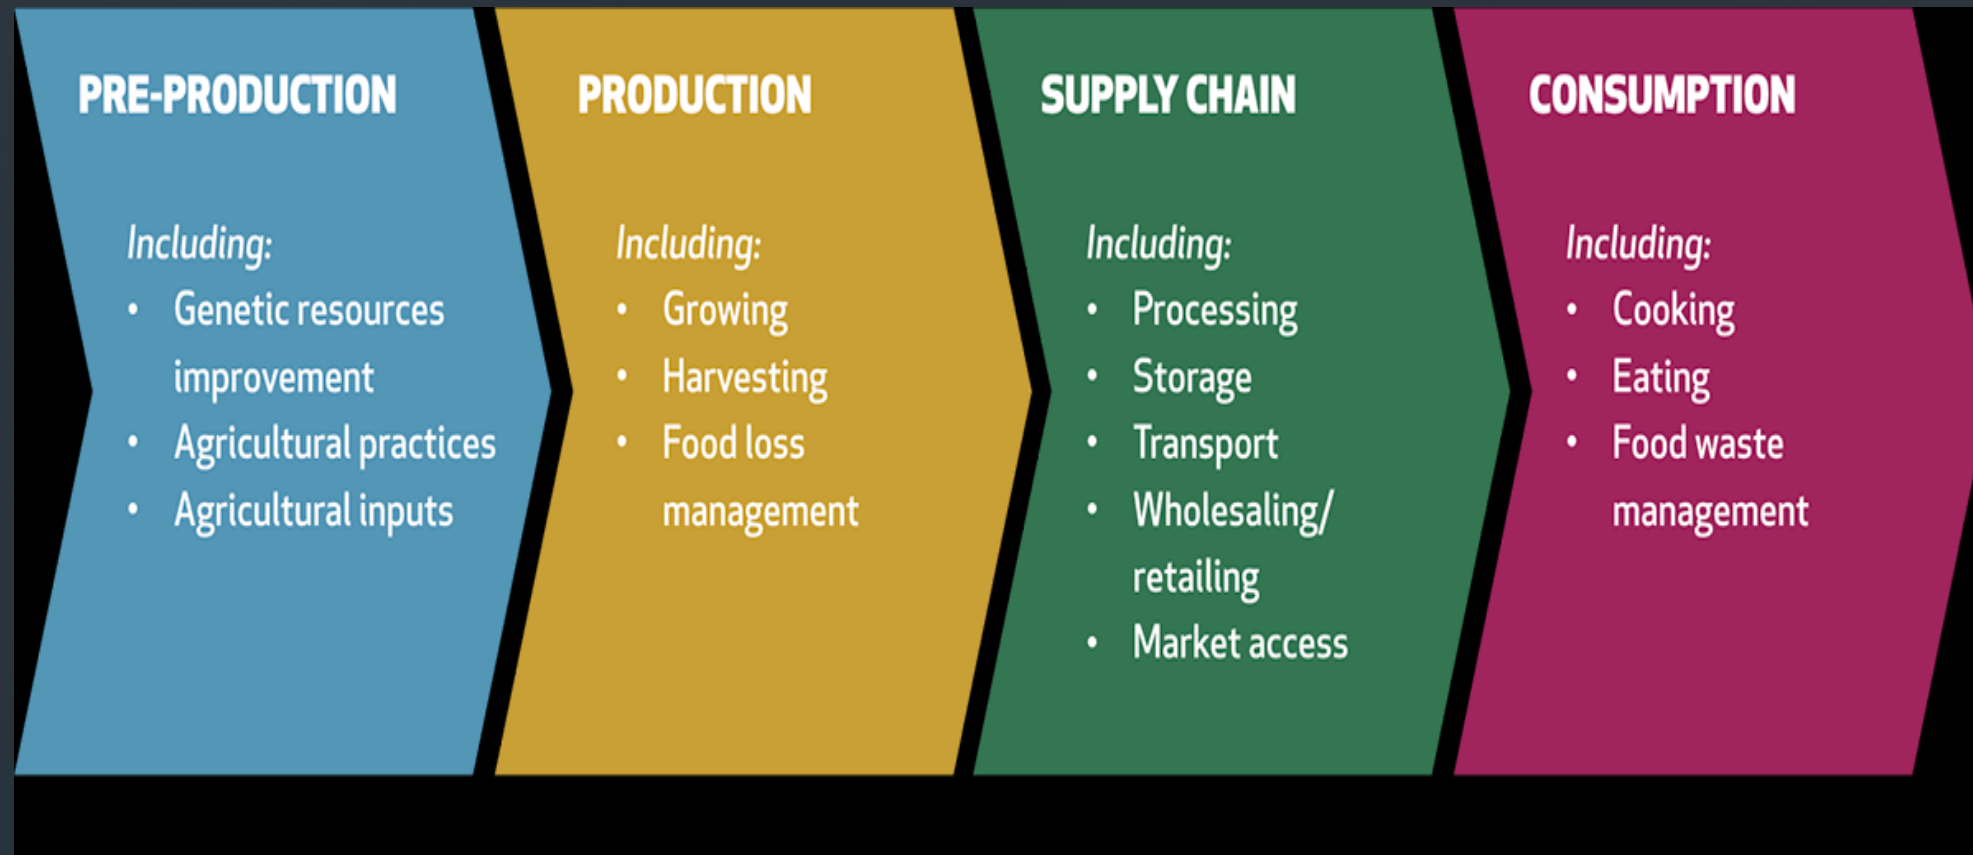 PRE-PRODUCTION
Including:
• Genetic resources
improvement
• Agricultural practices
• Agricultural inputs
PRODUCTION
Including:
• Growing
• Harvesting
• Food loss
management
SUPPLY CHAIN
Including:
• Processing
• Storage
• Transport
• Wholesaling/
retailing
• Market access
CONSUMPTION
Including:
• Cooking
• Eating
• Food waste
management